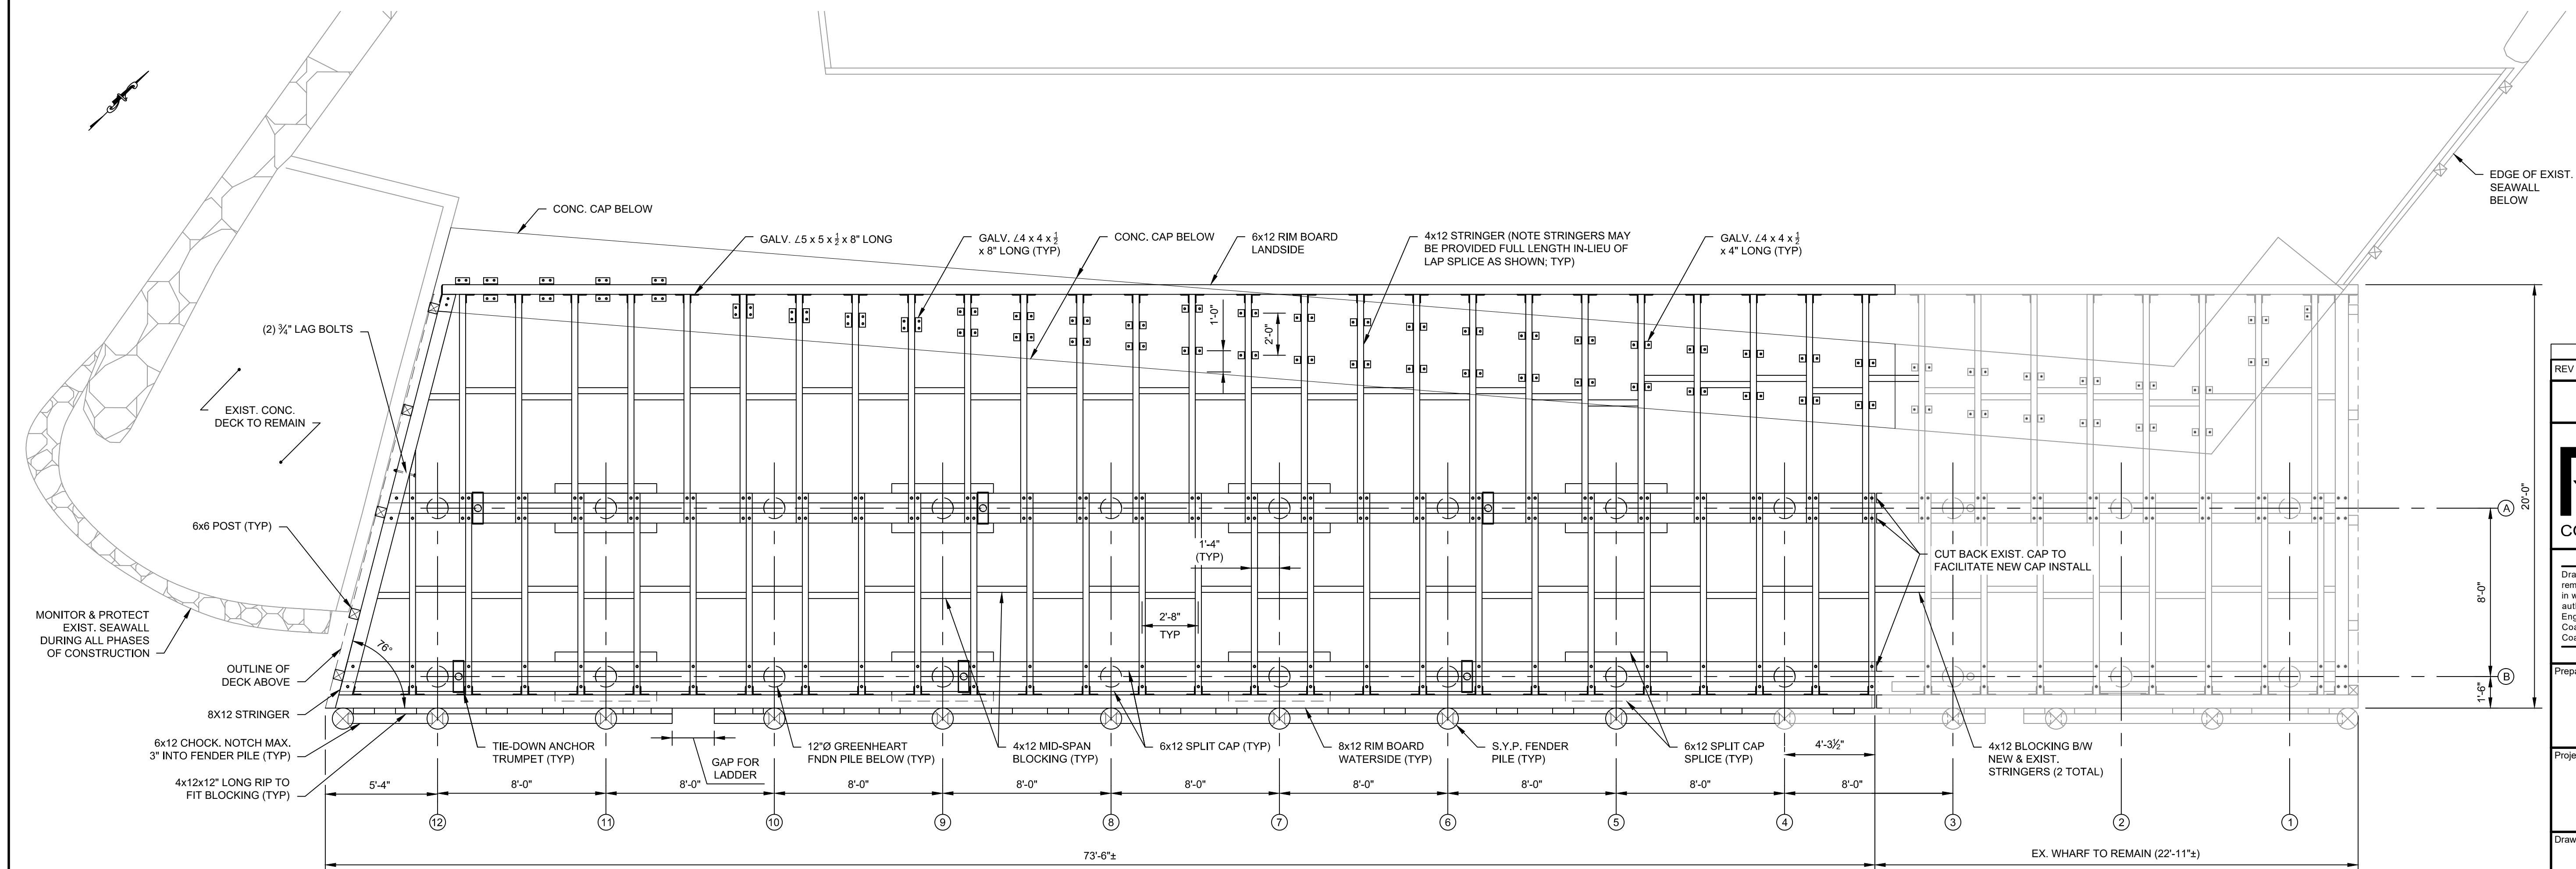 CONC. CAP BELOW
GALV. ∠5 x 5 x ½ x 8" LONG
GALV. ∠4 x 4 x ½
x 8" LONG (TYP)
CONC. CAP BELOW
6x12 RIM BOARD
LANDSIDE
4x12 STRINGER (NOTE STRINGERS MAY
BE PROVIDED FULL LENGTH IN-LIEU OF
LAP SPLICE AS SHOWN; TYP)
GALV. ∠4 x 4 x ½
x 4" LONG (TYP)
EDGE OF EXIST.
SEAWALL
BELOW
(2) ¾" LAG BOLTS
EXIST. CONC.
DECK TO REMAIN
6x6 POST (TYP)
MONITOR & PROTECT
EXIST. SEAWALL
DURING ALL PHASES
OF CONSTRUCTION
OUTLINE OF
DECK ABOVE
8X12 STRINGER
6x12 CHOCK. NOTCH MAX.
3" INTO FENDER PILE (TYP)
4x12x12" LONG RIP TO
FIT BLOCKING (TYP)
76°
1'-0"
2'-0"
1'-4"
(TYP)
2'-8"
TYP
CUT BACK EXIST. CAP TO
FACILITATE NEW CAP INSTALL
20'-0"
8'-0"
1'-6"
A
B
TIE-DOWN ANCHOR
TRUMPET (TYP)
GAP FOR
LADDER
12"Ø GREENHEART
FNDN PILE BELOW (TYP)
4x12 MID-SPAN
BLOCKING (TYP)
6x12 SPLIT CAP (TYP)
8x12 RIM BOARD
WATERSIDE (TYP)
S.Y.P. FENDER
PILE (TYP)
6x12 SPLIT CAP
SPLICE (TYP)
4'-3½"
4x12 BLOCKING B/W
NEW & EXIST.
STRINGERS (2 TOTAL)
5'-4"
8'-0"
8'-0"
8'-0"
8'-0"
8'-0"
8'-0"
8'-0"
8'-0"
8'-0"
12
11
10
9
8
7
6
5
4
3
2
1
73'-6"±
EX. WHARF TO REMAIN (22'-11"±)
REV
CO
Dra
rem
in w
aut
Eng
Coa
Coa
Prepa
Proje
Draw